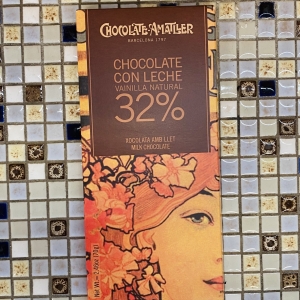 CHOCOLATE AMATLLER
BARCELONA 1797
CHOCOLATE
CON LECHE
VAINILLA NATURAL
32%
XOCOLATA AMB LLET
MILK CHOCOLATE